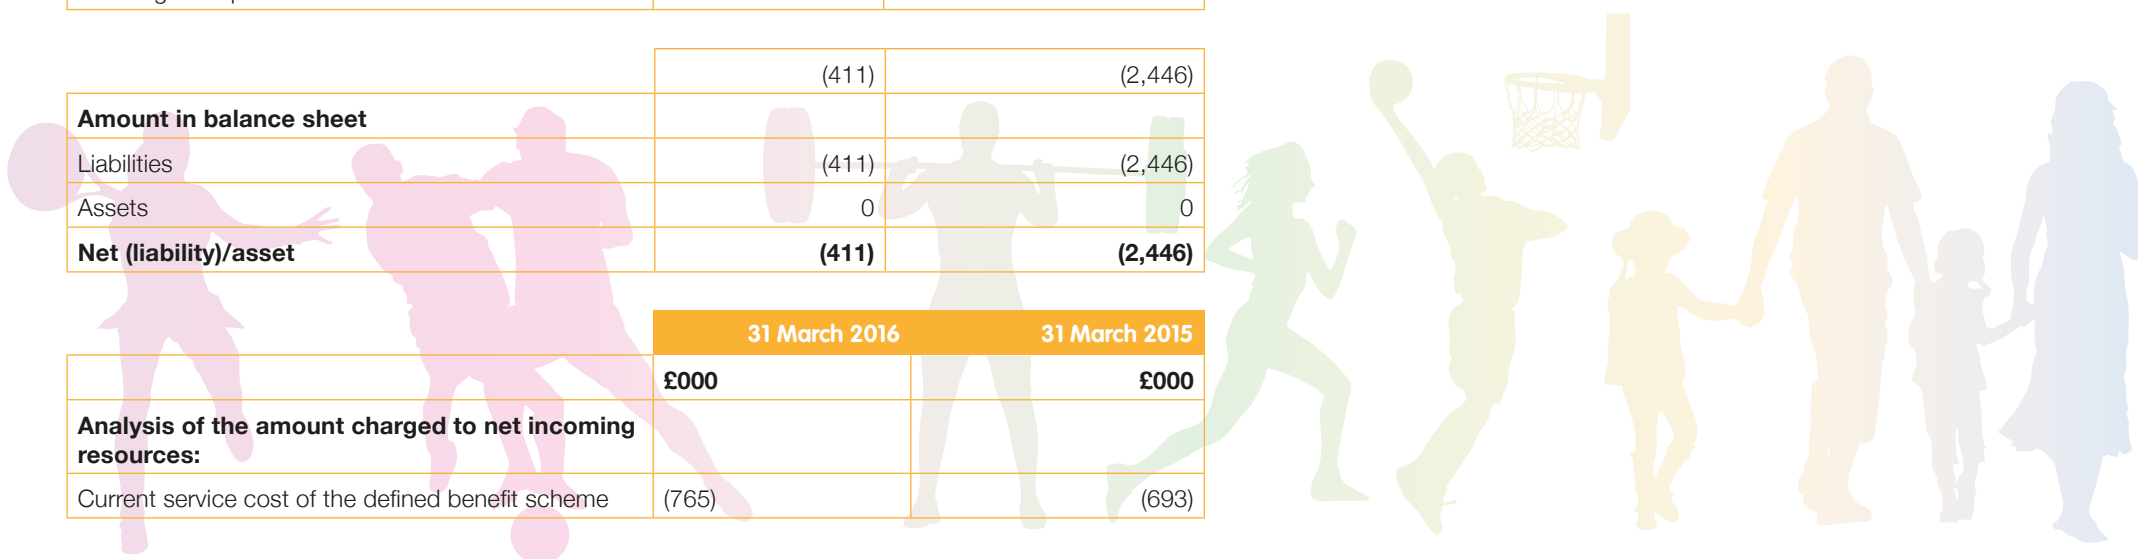 (411) (2,446)
Amount in balance sheet
Liabilities (411) (2,446)
Assets 0 0
Net (liability)/asset (411) (2,446)
31 March 2016 31 March 2015
£000 £000
Analysis of the amount charged to net incoming
resources:
Current service cost of the defined benefit scheme (765) (693)